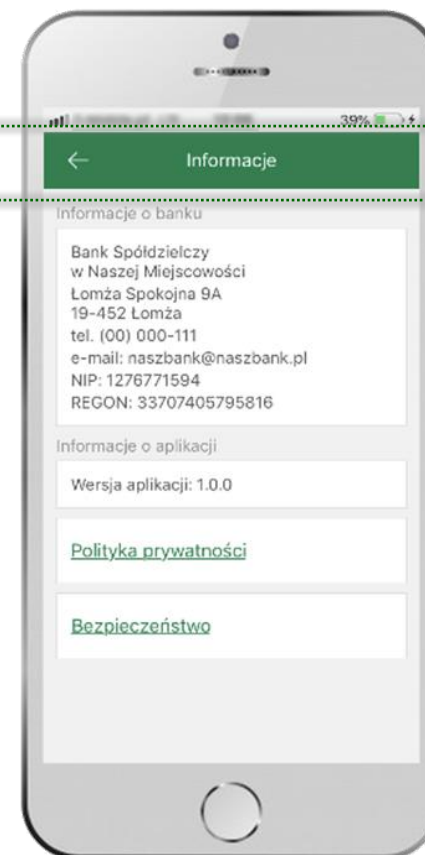 39%
Informacje
Informacje o banku
Bank Spółdzielczy
w Naszej Miejscowości
Łomża Spokojna 9A
19-452 Łomża
tel. (00) 000-111
e-mail: naszbank@naszbank.pl
NIP: 1276771594
REGON: 33707405795816
Informacje o aplikacji
Wersja aplikacji: 1.0.0
Polityka prywatności
Bezpieczeństwo